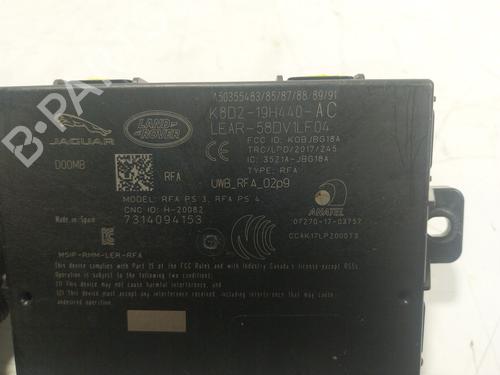 A50355483/85/87/88/89/91
K8D2-19H440-AC
LEAR-58DV1LF04
FCC ID: KOBJBG18A
TRC/LPD/2017/245
IC: 3521A-JBG18A
TYPE: RFA
JAGUAR
LAND-ROVER
DOOMB
RFA
UWB_RFA_02p9
MODEL: RFA PS 3, RFA PS 4
CNC ID: H-20082
7314094153
Made in Spain
ANATEL
07270-17-03757
CCAK17LP2000T3
MSIP-RMM-LER-RFA
This device complies with Part 15 of the FCC Rules and with Industry Canada's license-exempt RSSs.
Operation is subject to the following two conditions:
(1) This device may not cause harmful interference, and
(2) This device must accept any interference received, including interference
that may cause undesired operation.
B-Parts